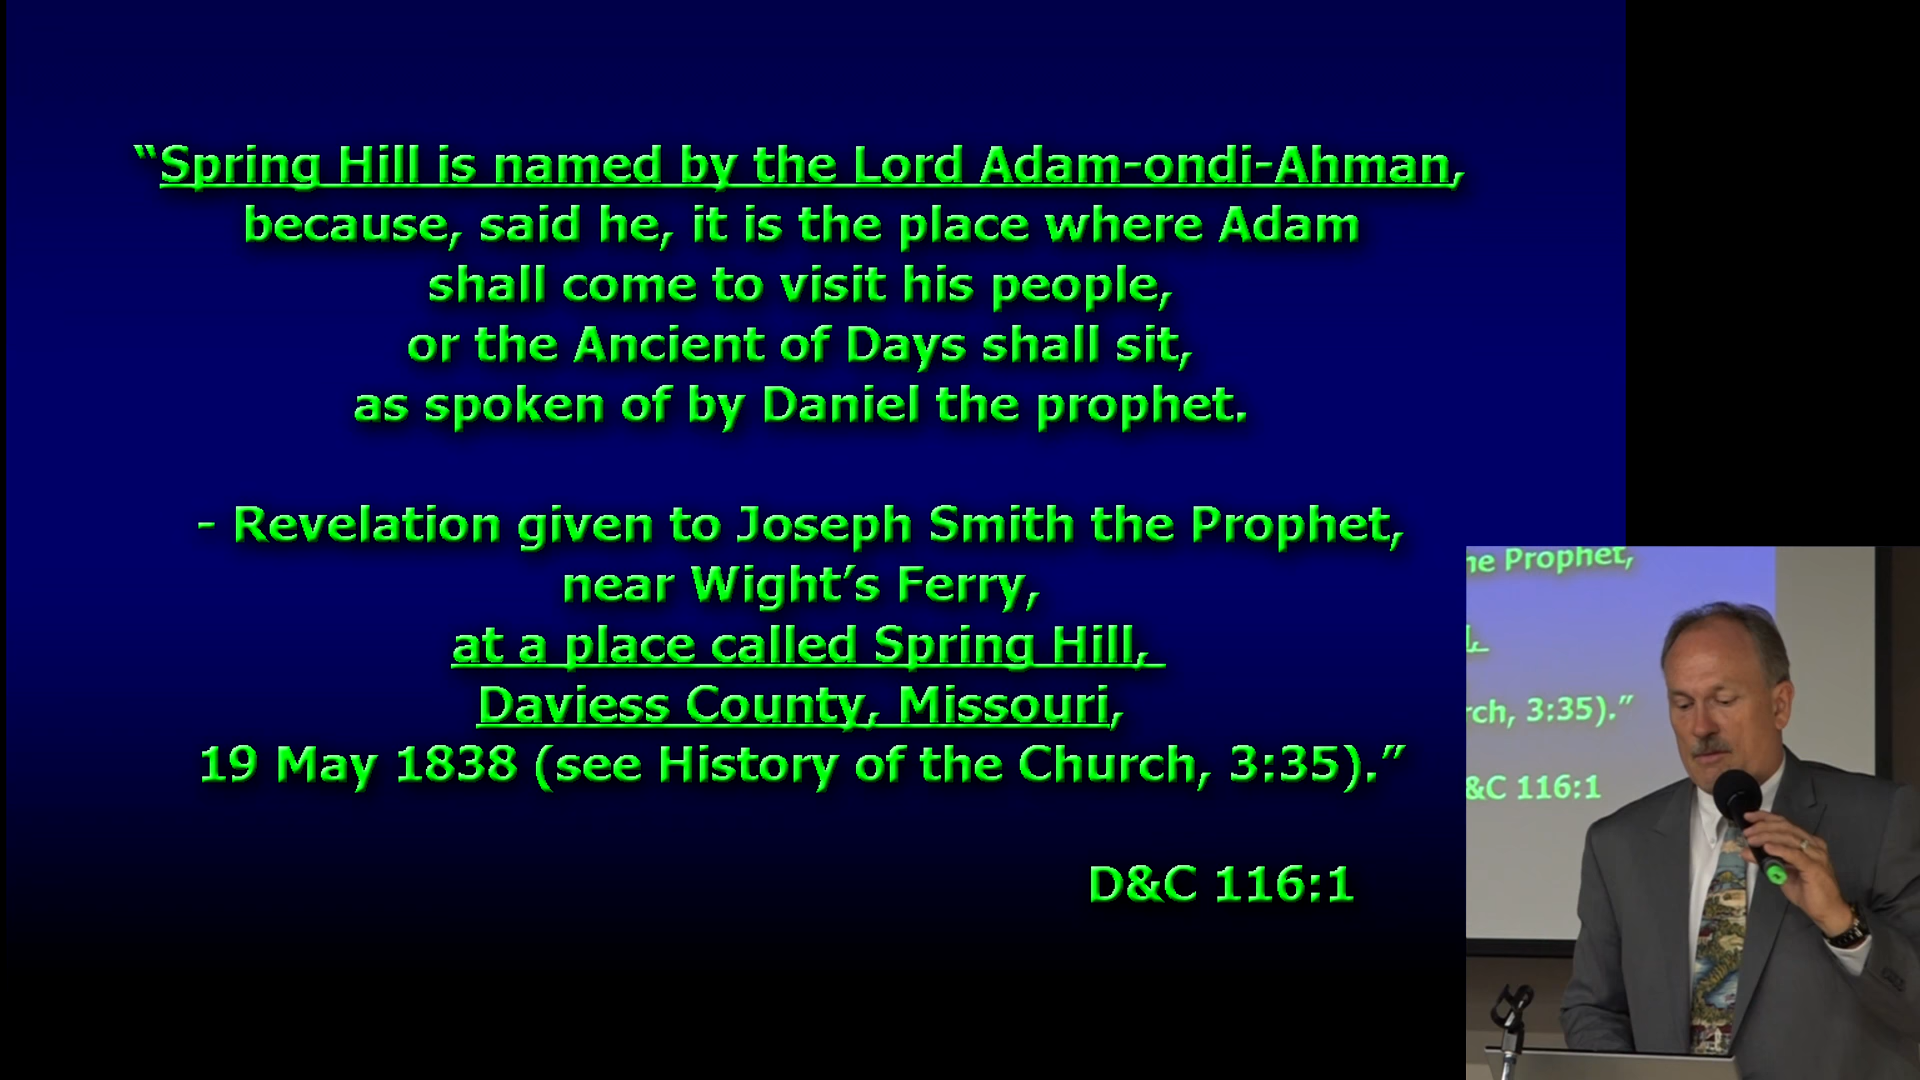 “Spring Hill is named by the Lord Adam-ondi-Ahman,
because, said he, it is the place where Adam
shall come to visit his people,
or the Ancient of Days shall sit,
as spoken of by Daniel the prophet.
- Revelation given to Joseph Smith the Prophet,
near Wight’s Ferry,
at a place called Spring Hill,
Daviess County, Missouri,
19 May 1838 (see History of the Church, 3:35).”
D&C 116:1
he Prophet,
l,
rch, 3:35).”
&C 116:1